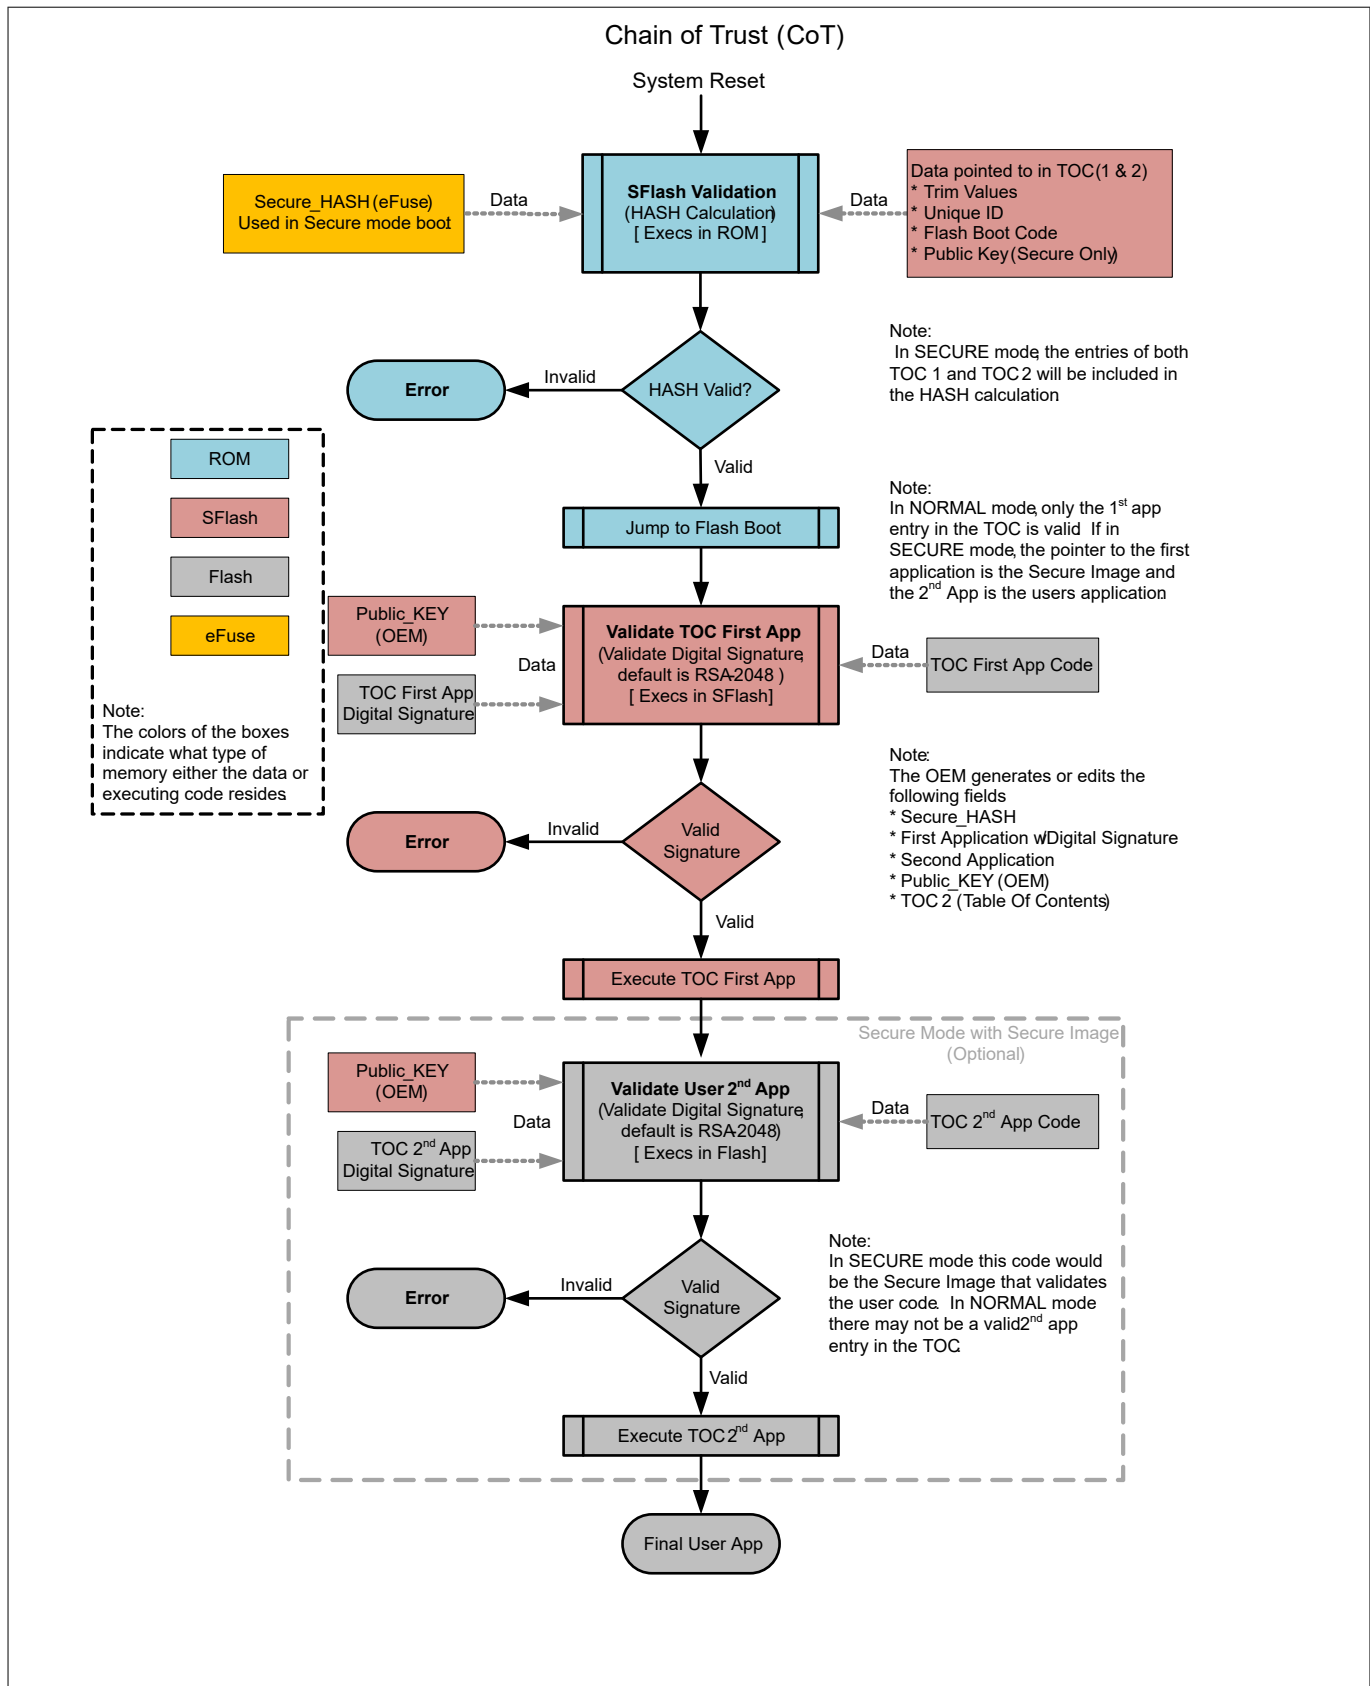 Chain of Trust (CoT)
System Reset
Secure_HASH (eFuse)
Used in Secure mode boot.
Data
SFlash Validation
(HASH Calculation)
[ Execs in ROM ]
Data
Data pointed to in TOC (1 & 2)
* Trim Values
* Unique ID
* Flash Boot Code
* Public Key (Secure Only)
Note:
In SECURE mode, the entries of both
TOC 1 and TOC 2 will be included in
the HASH calculation
Error
Invalid
HASH Valid?
Valid
ROM
SFlash
Flash
eFuse
Note:
The colors of the boxes
indicate what type of
memory either the data or
executing code resides.
Jump to Flash Boot
Note:
In NORMAL mode, only the 1st app
entry in the TOC is valid If in
SECURE mode, the pointer to the first
application is the Secure Image and
the 2nd App is the users application
Public_KEY
(OEM)
Data
TOC First App
Digital Signature
Validate TOC First App
(Validate Digital Signature,
default is RSA-2048 )
[ Execs in SFlash]
Data
TOC First App Code
Note:
The OEM generates or edits the
following fields
* Secure_HASH
* First Application w/Digital Signature
* Second Application
* Public_KEY (OEM)
* TOC 2 (Table Of Contents)
Error
Invalid
Valid
Signature
Valid
Execute TOC First App
Secure Mode with Secure Image
(Optional)
Public_KEY
(OEM)
Data
TOC 2nd App
Digital Signature
Validate User 2nd App
(Validate Digital Signature,
default is RSA-2048)
[ Execs in Flash]
Data
TOC 2nd App Code
Note:
In SECURE mode this code would
be the Secure Image that validates
the user code. In NORMAL mode
there may not be a valid 2nd app
entry in the TOC.
Error
Invalid
Valid
Signature
Valid
Execute TOC 2nd App
Final User App